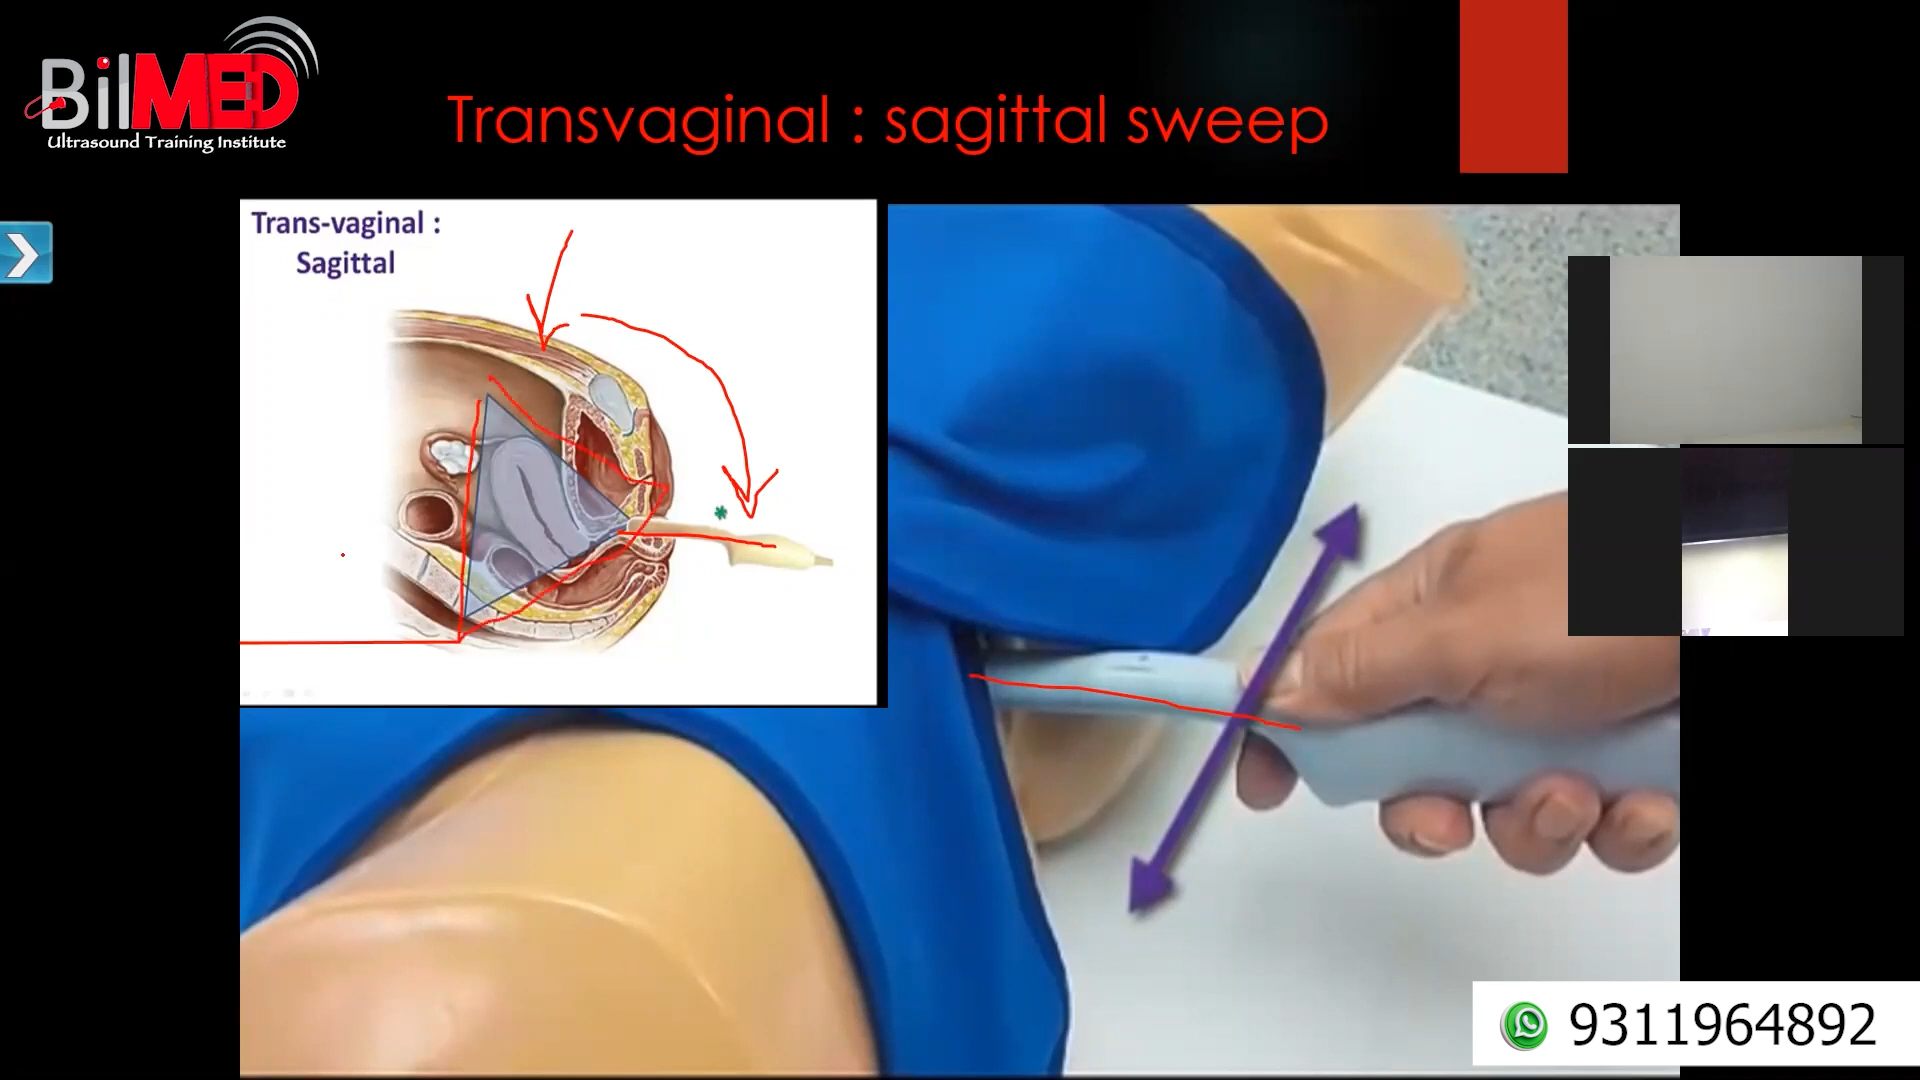 BilMED
Ultrasound Training Institute
Transvaginal : sagittal sweep
Trans-vaginal :
Sagittal
*
9311964892